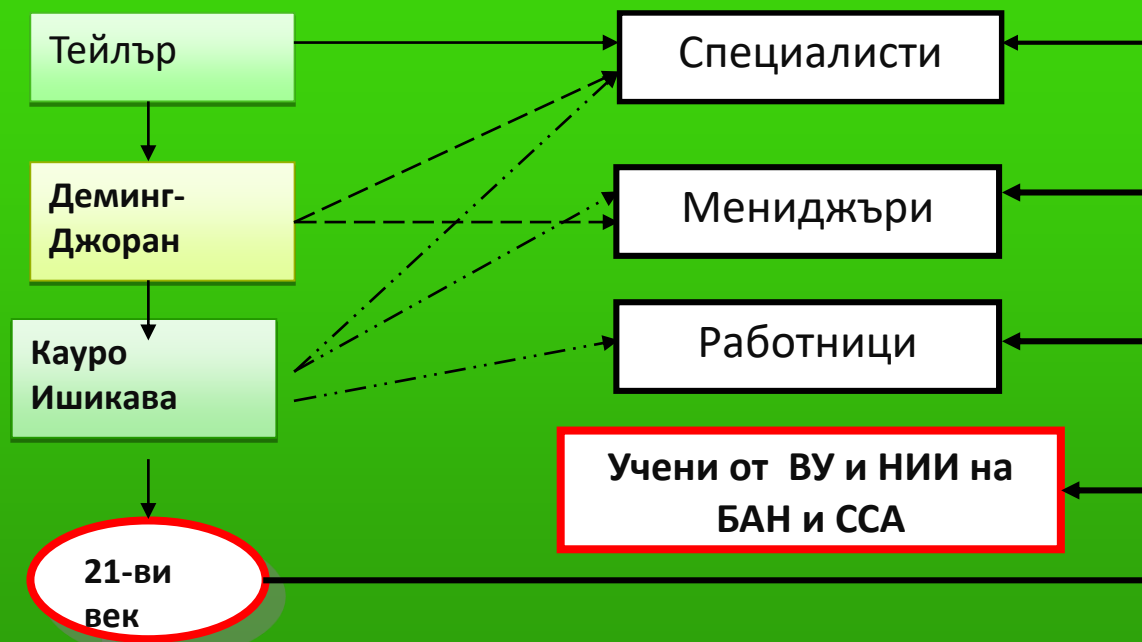 Тейлър
Специалисти
Деминг-
Джоран
Мениджъри
Кауро
Ишикава
Работници
Учени от ВУ и НИИ на
БАН и ССА
21-ви
век